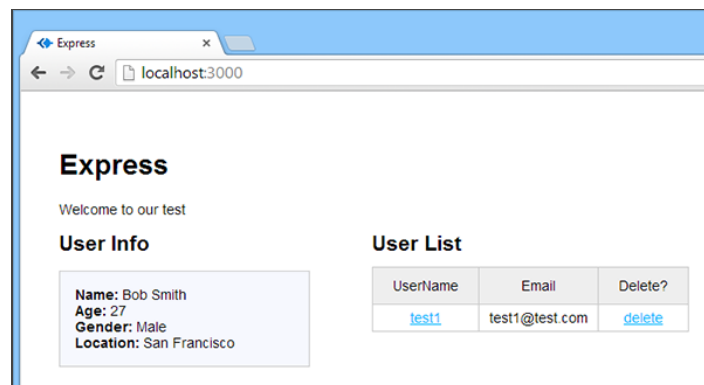 Express
localhost:3000
Express
Welcome to our test
User Info
Name: Bob Smith
Age: 27
Gender: Male
Location: San Francisco
User List
UserName Email Delete?
test1 test1@test.com delete